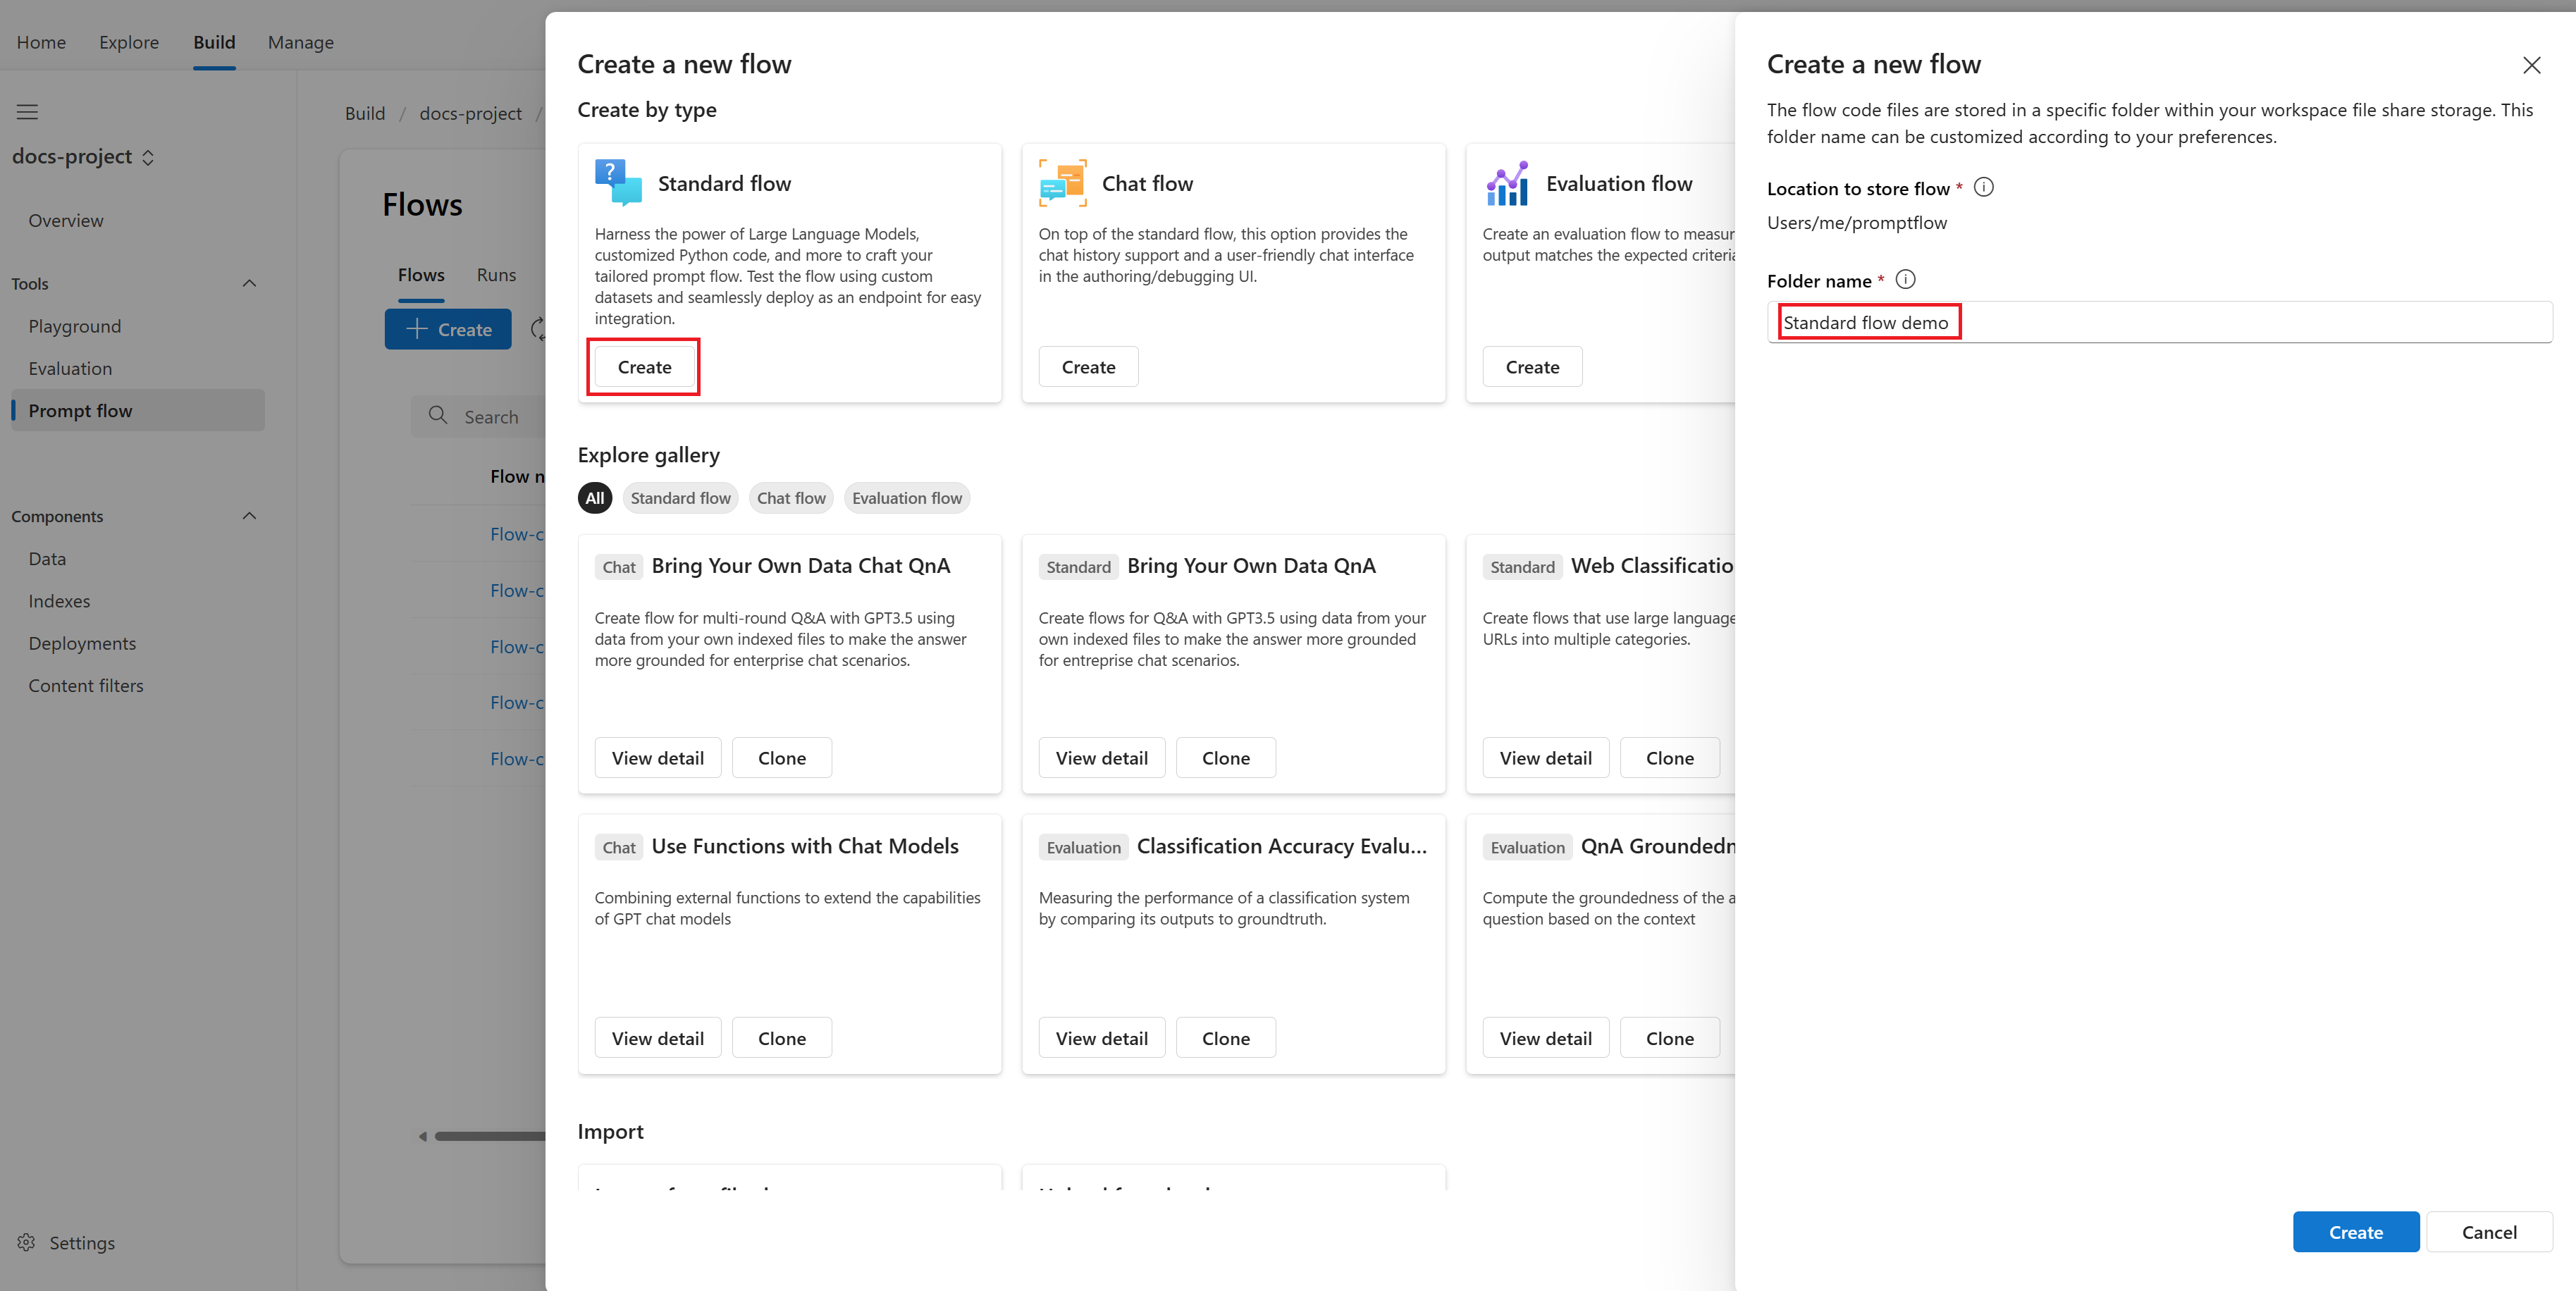 Home Explore Build Manage
docs-project
Overview
Tools
Playground
Evaluation
Prompt flow
Components
Data
Indexes
Deployments
Content filters
Settings
Build / docs-project /
Flows
Flows Runs
Create
Search
Flow n
Flow-c
Flow-c
Flow-c
Flow-c
Flow-c
Create a new flow
Create by type
Standard flow
Harness the power of Large Language Models,
customized Python code, and more to craft your
tailored prompt flow. Test the flow using custom
datasets and seamlessly deploy as an endpoint for easy
integration.
Create
Chat flow
On top of the standard flow, this option provides the
chat history support and a user-friendly chat interface
in the authoring/debugging UI.
Create
Evaluation flow
Create an evaluation flow to measur
output matches the expected criteria
Create
Explore gallery
All Standard flow Chat flow Evaluation flow
Chat Bring Your Own Data Chat QnA
Create flow for multi-round Q&A with GPT3.5 using
data from your own indexed files to make the answer
more grounded for enterprise chat scenarios.
View detail Clone
Standard Bring Your Own Data QnA
Create flows for Q&A with GPT3.5 using data from your
own indexed files to make the answer more grounded
for entreprise chat scenarios.
View detail Clone
Standard Web Classificatio
Create flows that use large language
URLs into multiple categories.
View detail Clone
Chat Use Functions with Chat Models
Combining external functions to extend the capabilities
of GPT chat models
View detail Clone
Evaluation Classification Accuracy Evalu...
Measuring the performance of a classification system
by comparing its outputs to groundtruth.
View detail Clone
Evaluation QnA Groundedn
Compute the groundedness of the a
question based on the context
View detail Clone
Import
Create a new flow
The flow code files are stored in a specific folder within your workspace file share storage. This
folder name can be customized according to your preferences.
Location to store flow *
Users/me/promptflow
Folder name *
Standard flow demo
Create Cancel